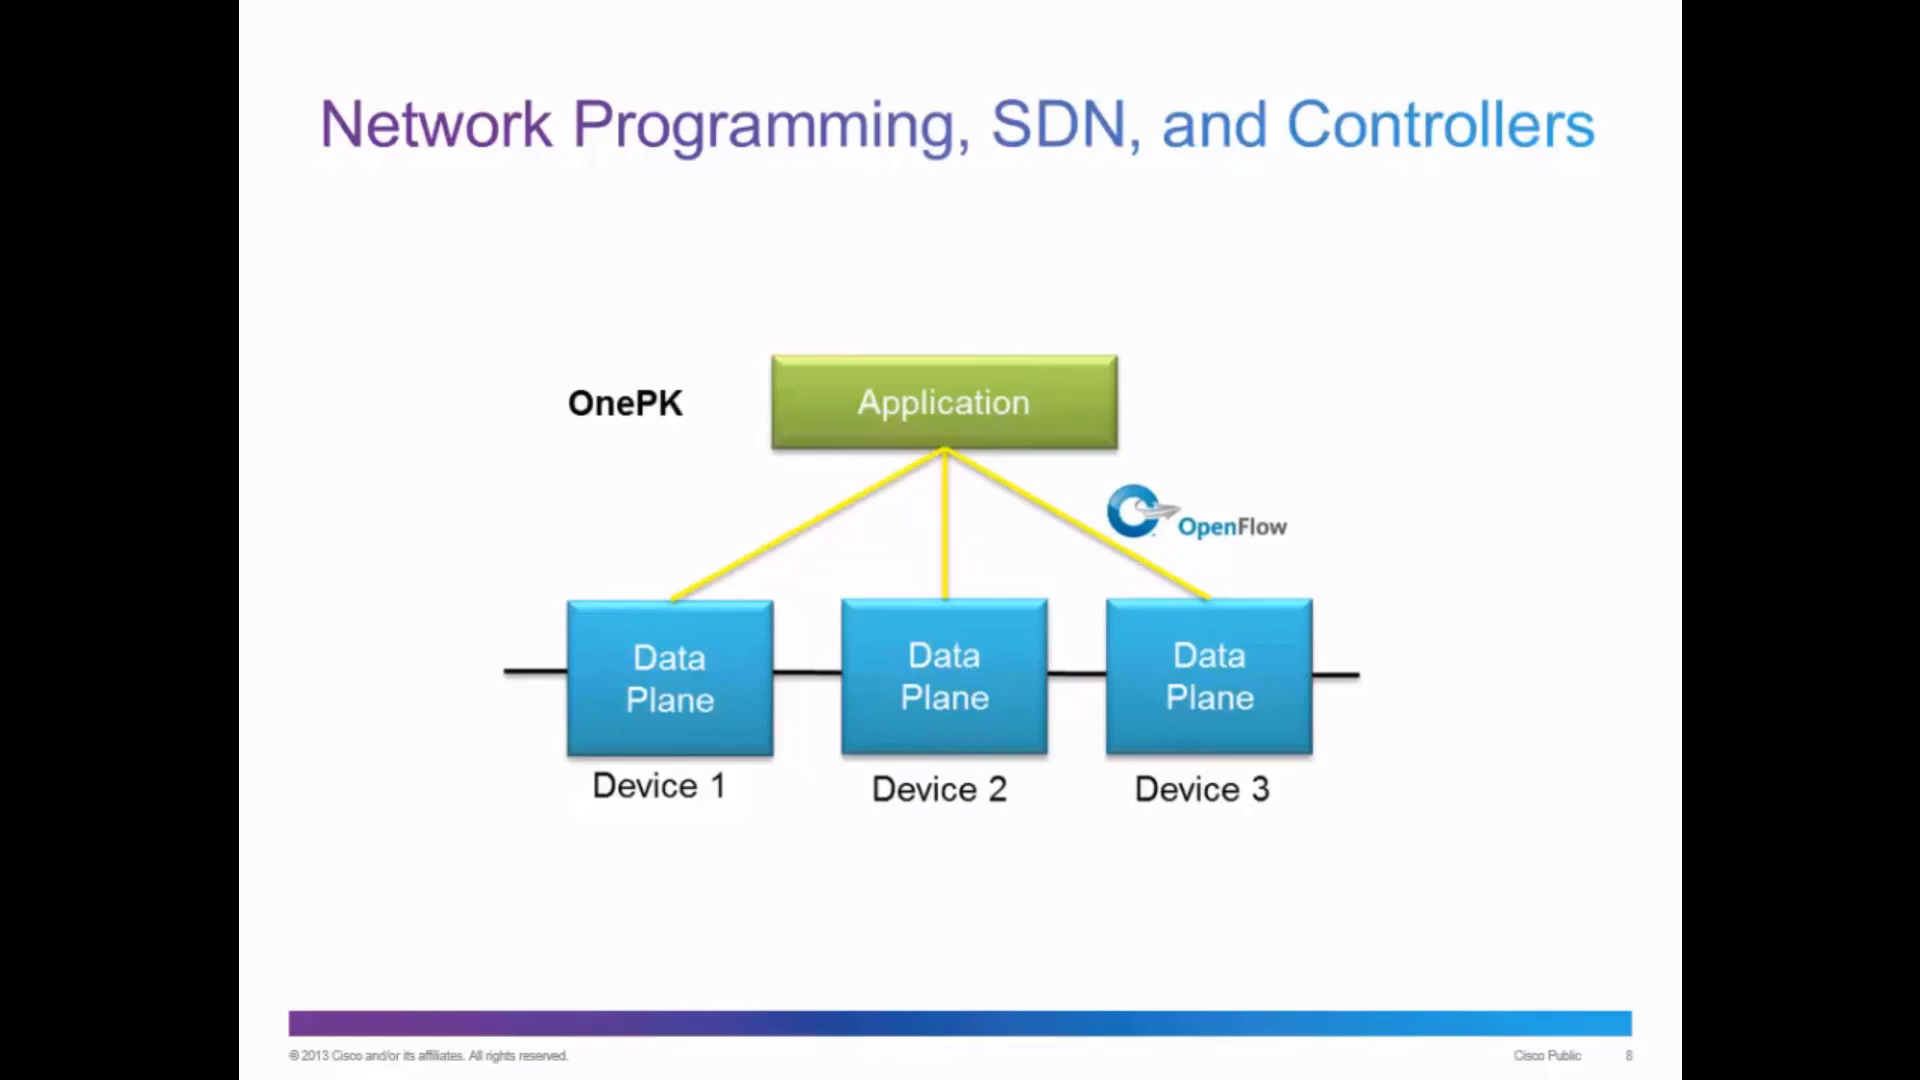 Network Programming, SDN, and Controllers
OnePK
Application
OpenFlow
Data
Plane
Data
Plane
Data
Plane
Device 1
Device 2
Device 3
© 2013 Cisco and/or its affiliates. All rights reserved.
Cisco Public
8